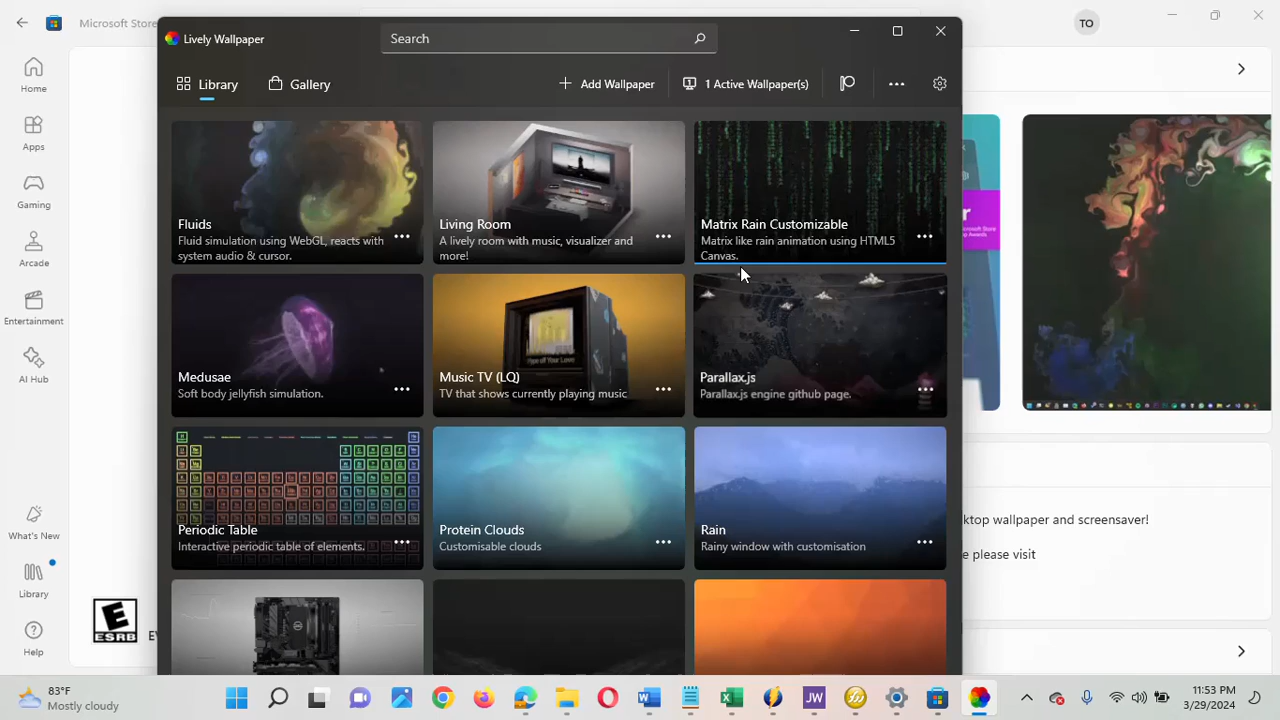 Microsoft Store
TO
Lively Wallpaper
Search
Library
Gallery
Add Wallpaper
1 Active Wallpaper(s)
Home
Apps
Gaming
Arcade
Entertainment
AI Hub
What's New
Library
Help
Fluids
Fluid simulation using WebGL, reacts with
system audio & cursor.
Living Room
A lively room with music, visualizer and
more!
Matrix Rain Customizable
Matrix like rain animation using HTML5
Canvas.
Medusae
Soft body jellyfish simulation.
Music TV (LQ)
TV that shows currently playing music
Parallax.js
Parallax.js engine github page.
Periodic Table
Interactive periodic table of elements.
Protein Clouds
Customisable clouds
Rain
Rainy window with customisation
ktop wallpaper and screensaver!
e please visit
E
ESRB
83°F
Mostly cloudy
11:53 PM
3/29/2024